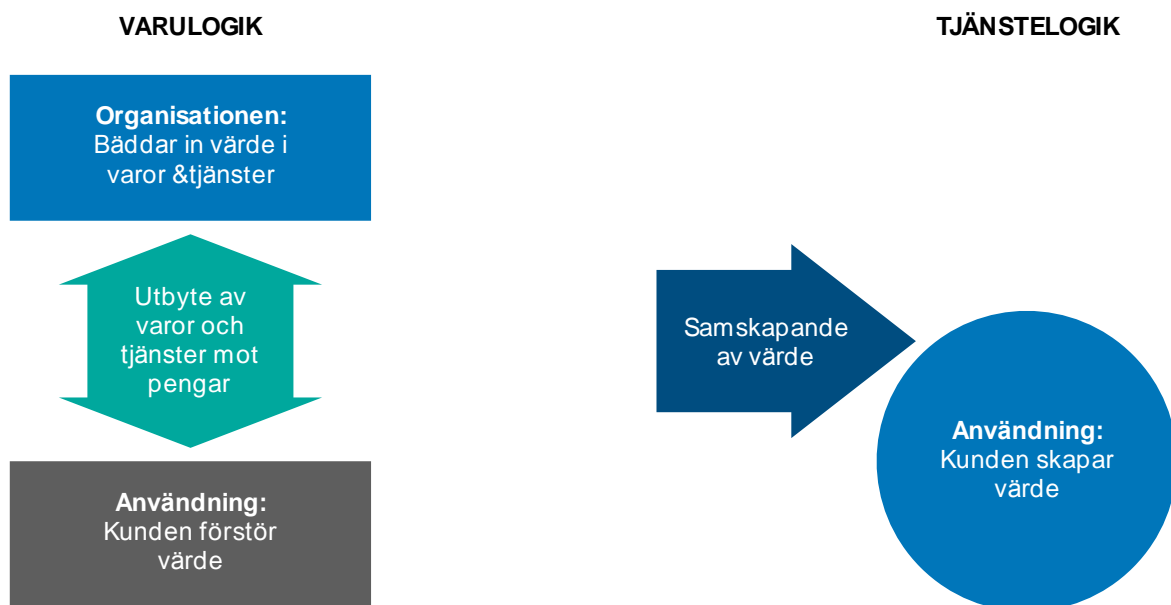 VARULOGIK
TJÄNSTELOGIK
Organisationen:
Bäddar in värde i
varor &tjänster
Utbyte av
varor och
tjänster mot
pengar
Användning:
Kunden förstör
värde
Samskapande
av värde
Användning:
Kunden skapar
värde